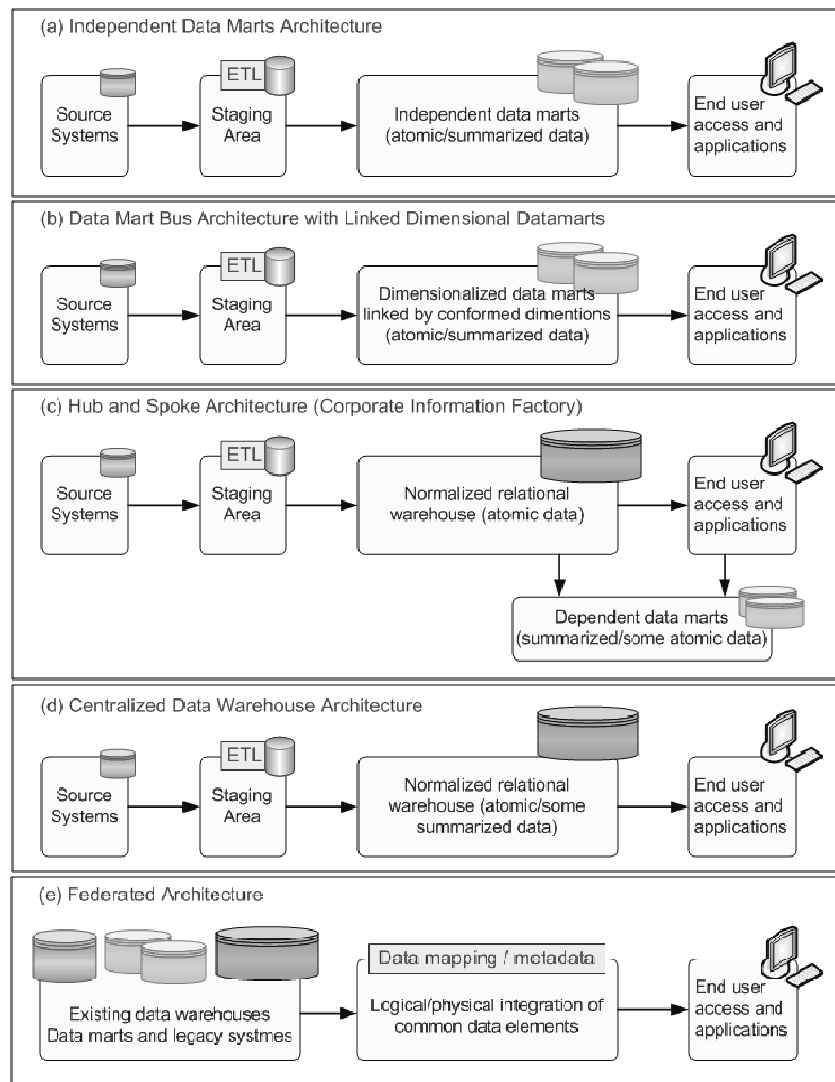 (a) Independent Data Marts Architecture
ETL
Source
Systems
Staging
Area
Independent data marts
(atomic/summarized data)
End user
access and
applications
(b) Data Mart Bus Architecture with Linked Dimensional Datamarts
ETL
Source
Systems
Staging
Area
Dimensionalized data marts
linked by conformed dimentions
(atomic/summarized data)
End user
access and
applications
(c) Hub and Spoke Architecture (Corporate Information Factory)
ETL
Source
Systems
Staging
Area
Normalized relational
warehouse (atomic data)
End user
access and
applications
Dependent data marts
(summarized/some atomic data)
(d) Centralized Data Warehouse Architecture
ETL
Source
Systems
Staging
Area
Normalized relational
warehouse (atomic/some
summarized data)
End user
access and
applications
(e) Federated Architecture
Existing data warehouses
Data marts and legacy systmes
Data mapping / metadata
Logical/physical integration of
common data elements
End user
access and
applications